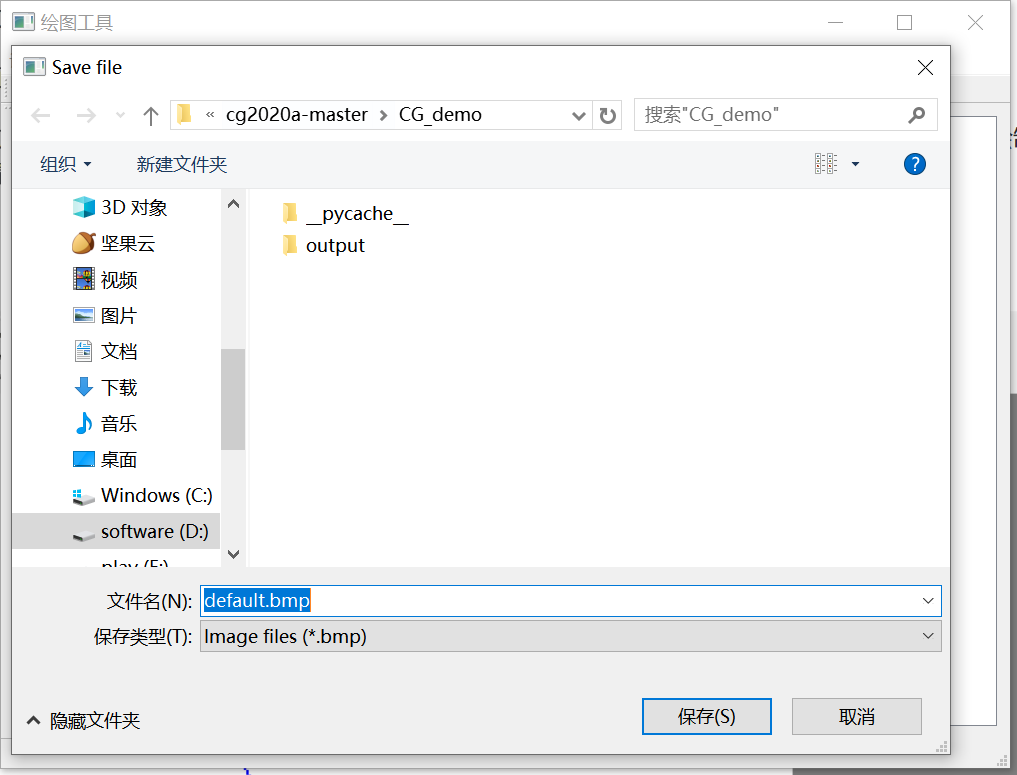 绘图工具
Save file
« cg2020a-master > CG_demo
搜索"CG_demo"
组织
新建文件夹
?
3D 对象
坚果云
视频
图片
文档
下载
音乐
桌面
Windows (C:)
software (D:)
play (E:)
__pycache__
output
文件名(N): default.bmp
保存类型(T): Image files (*.bmp)
隐藏文件夹
保存(S)
取消